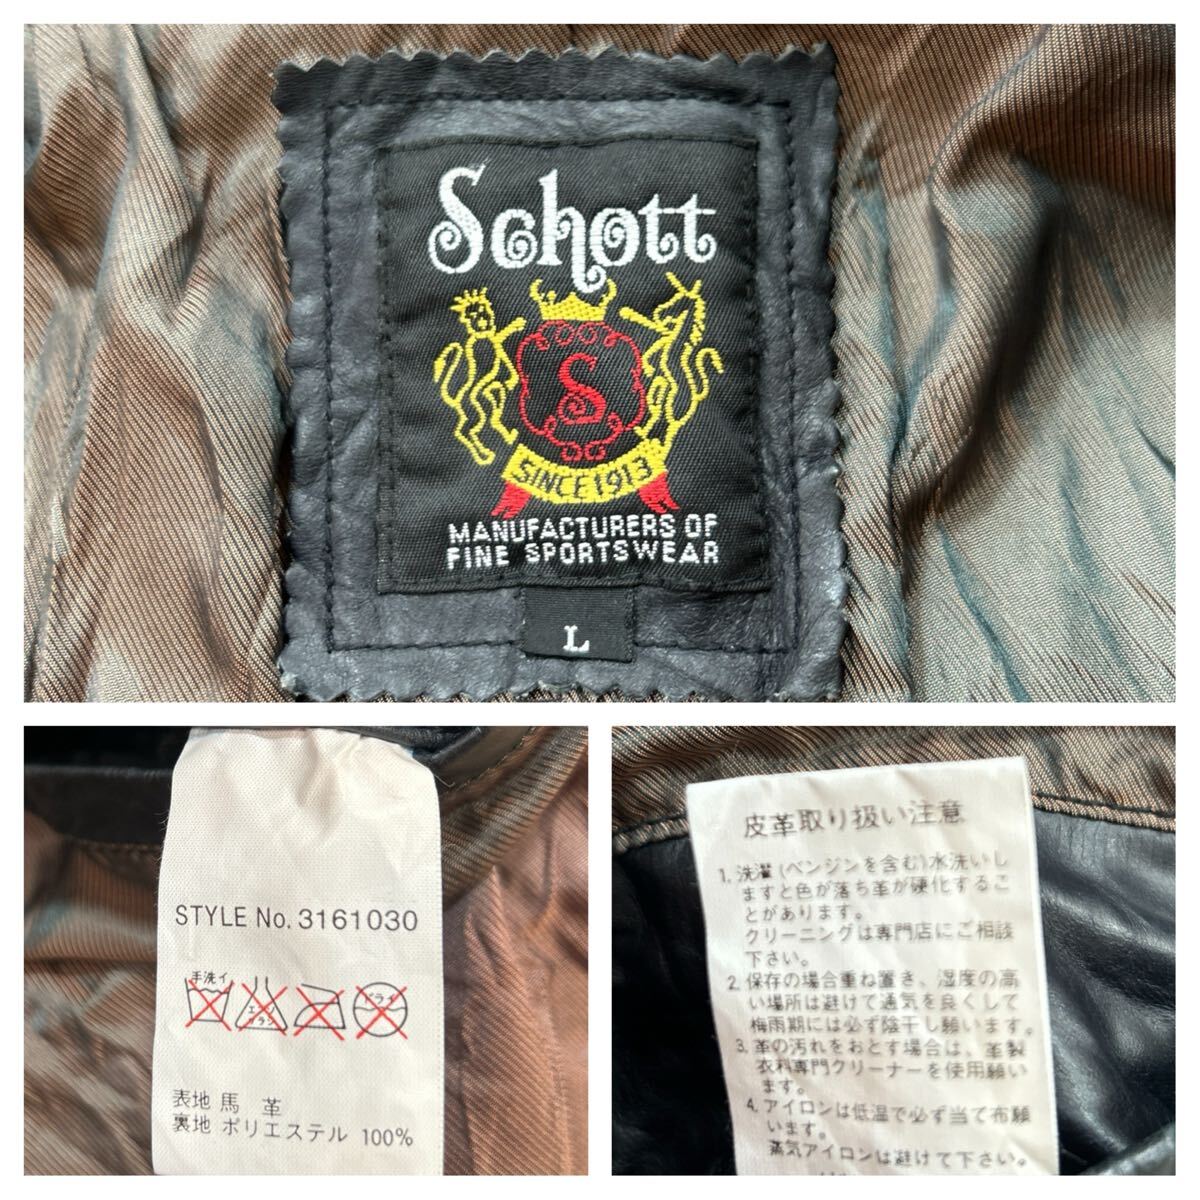 Schott
S
SINCE 1913
MANUFACTURERS OF
FINE SPORTSWEAR
L
STYLE No. 3161030
手洗イ
エンソ
ドライ
表地 馬 革
裏地 ポリエステル 100%
皮革取り扱い注意
1. 洗濯 (ベンジンを含む)水洗いし
ますと色が落ち革が硬化するこ
とがあります。
クリーニングは専門店にご相談
下さい。
2. 保存の場合重ね置き、湿度の高
い場所は避けて通気を良くして
梅雨期には必ず陰干し願います。
3. 革の汚れをおとす場合は、革製
衣料専門クリーナーを使用願い
ます。
4. アイロンは低温で必ず当て布願
います。
蒸気アイロンは避けて下さい。